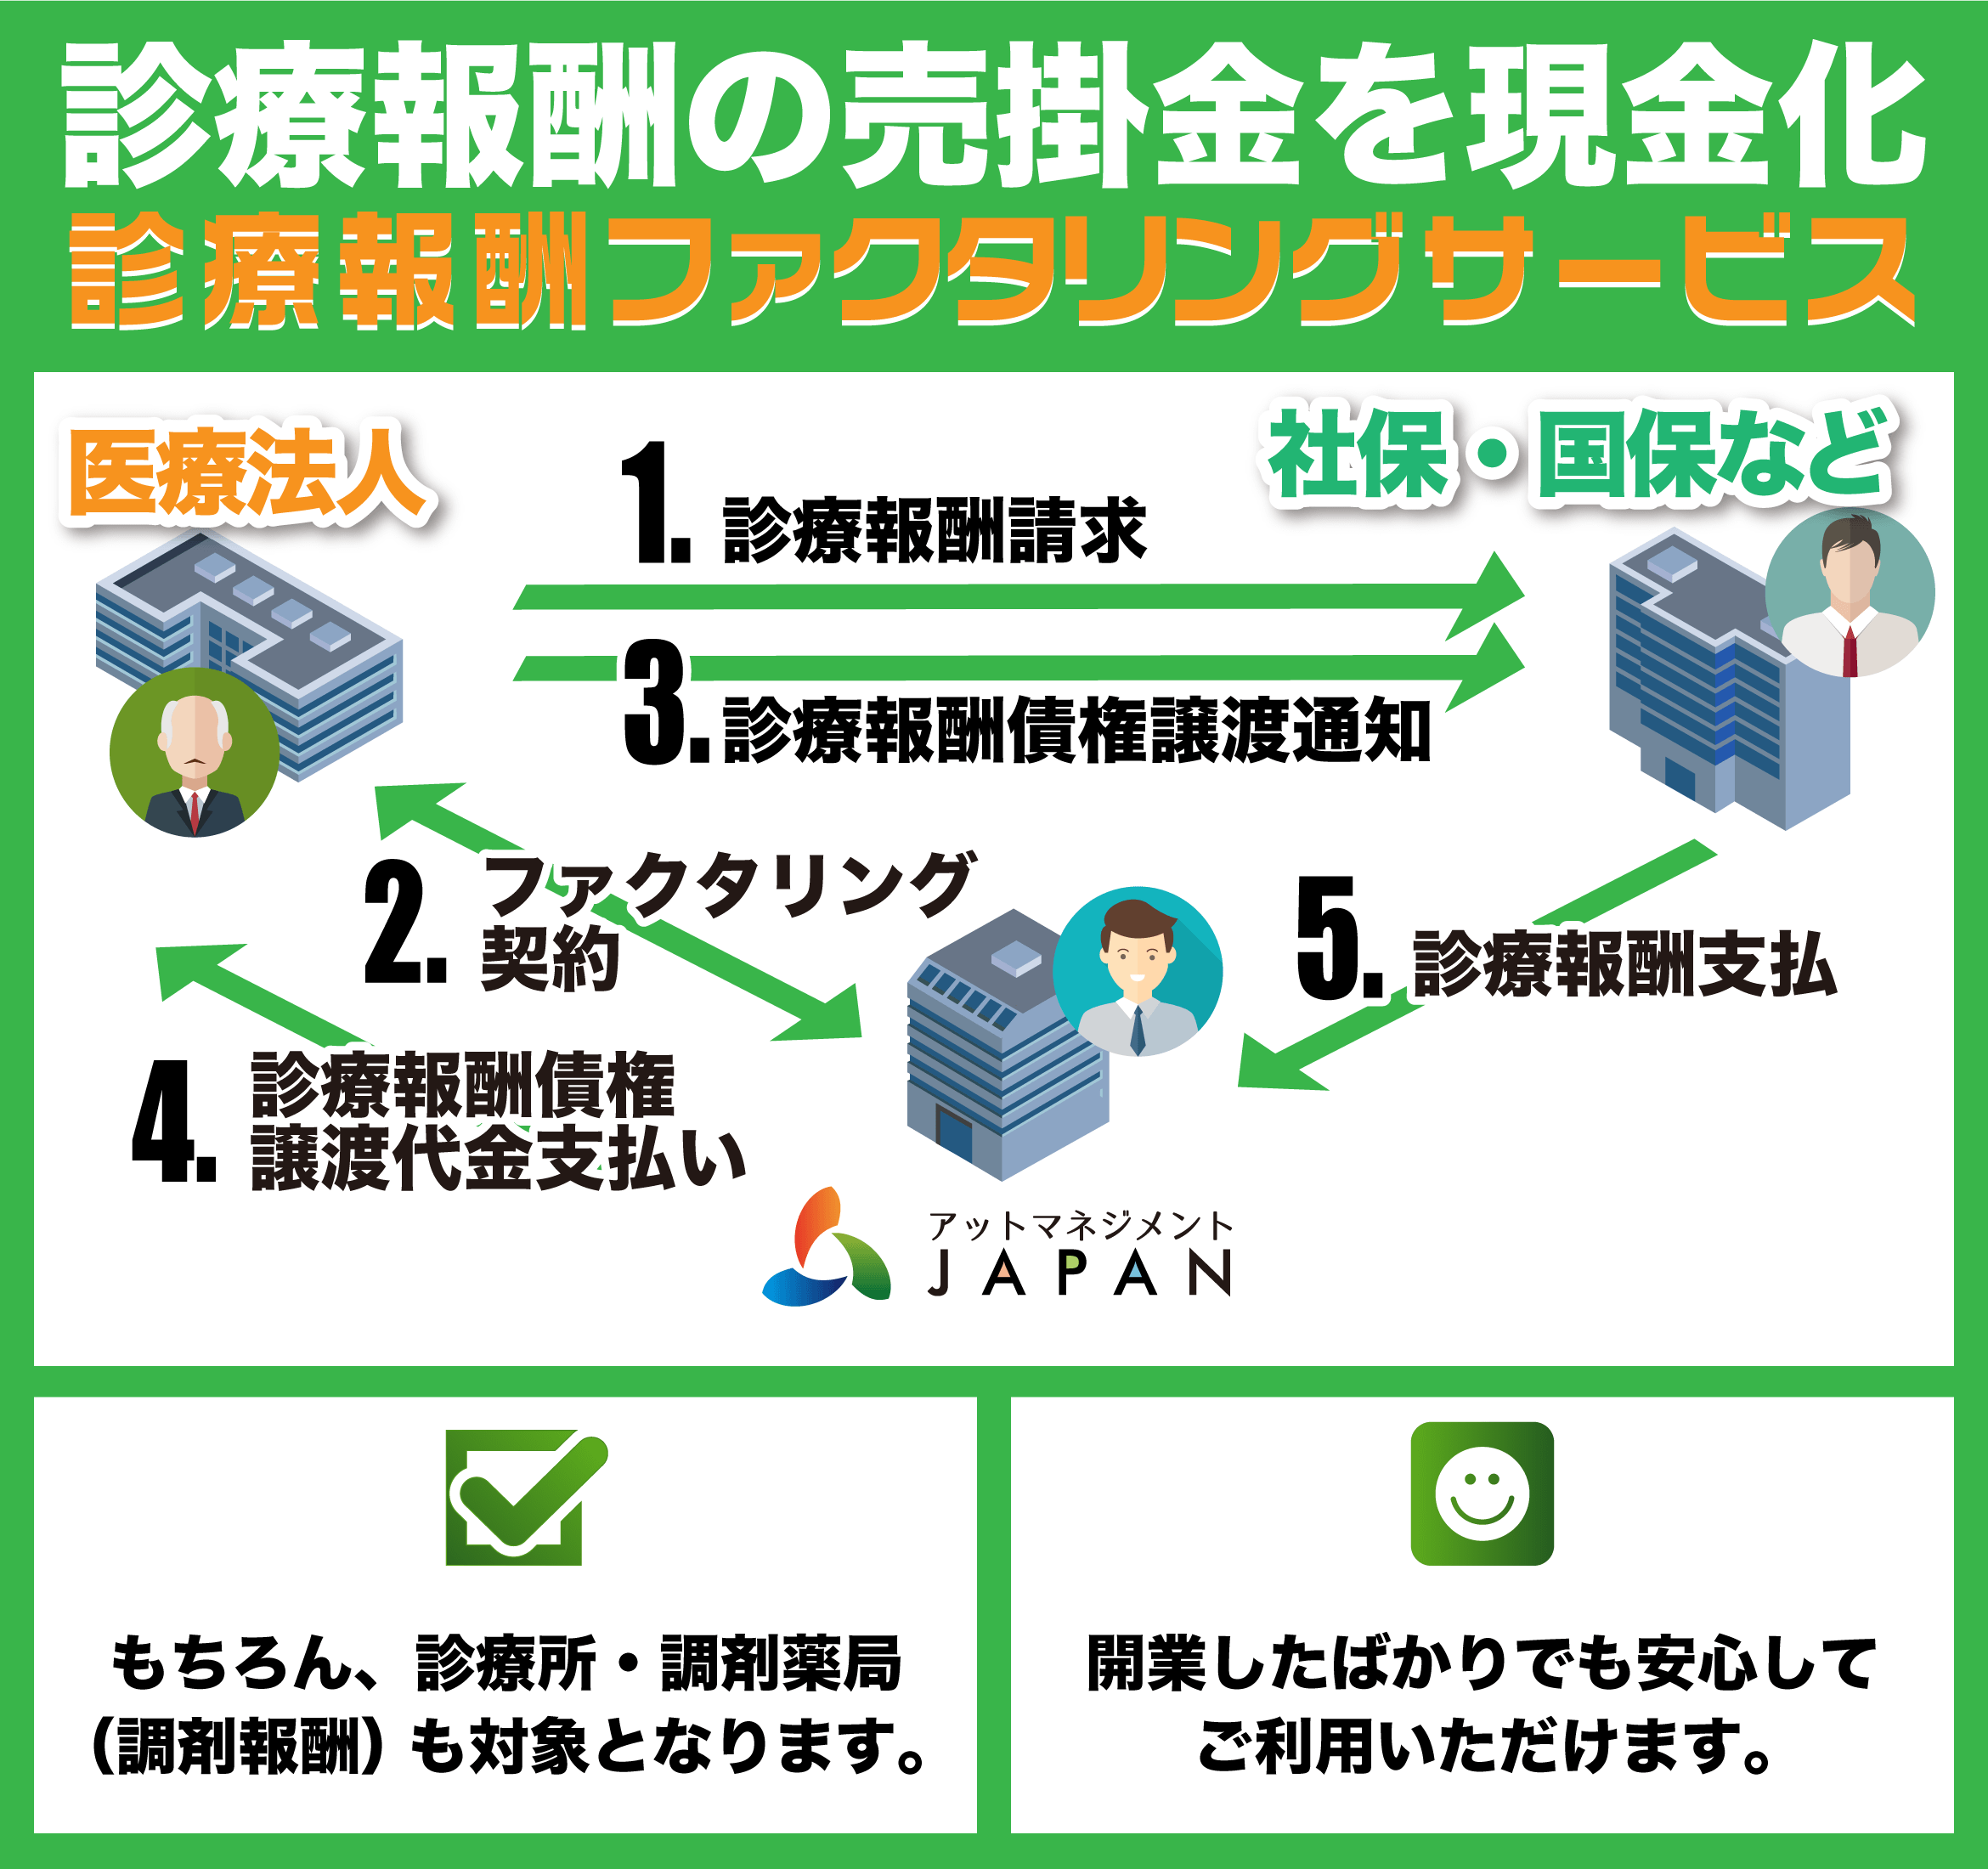 診療報酬の売掛金を現金化
診療報酬ファクタリングサービス
医療法人
社保・国保など
1. 診療報酬請求
3. 診療報酬債権譲渡通知
2. ファクタリング
契約
5. 診療報酬支払
4. 診療報酬債権
譲渡代金支払い
アットマネジメント
JAPAN
もちろん、診療所・調剤薬局
（調剤報酬）も対象となります。
開業したばかりでも安心して
ご利用いただけます。